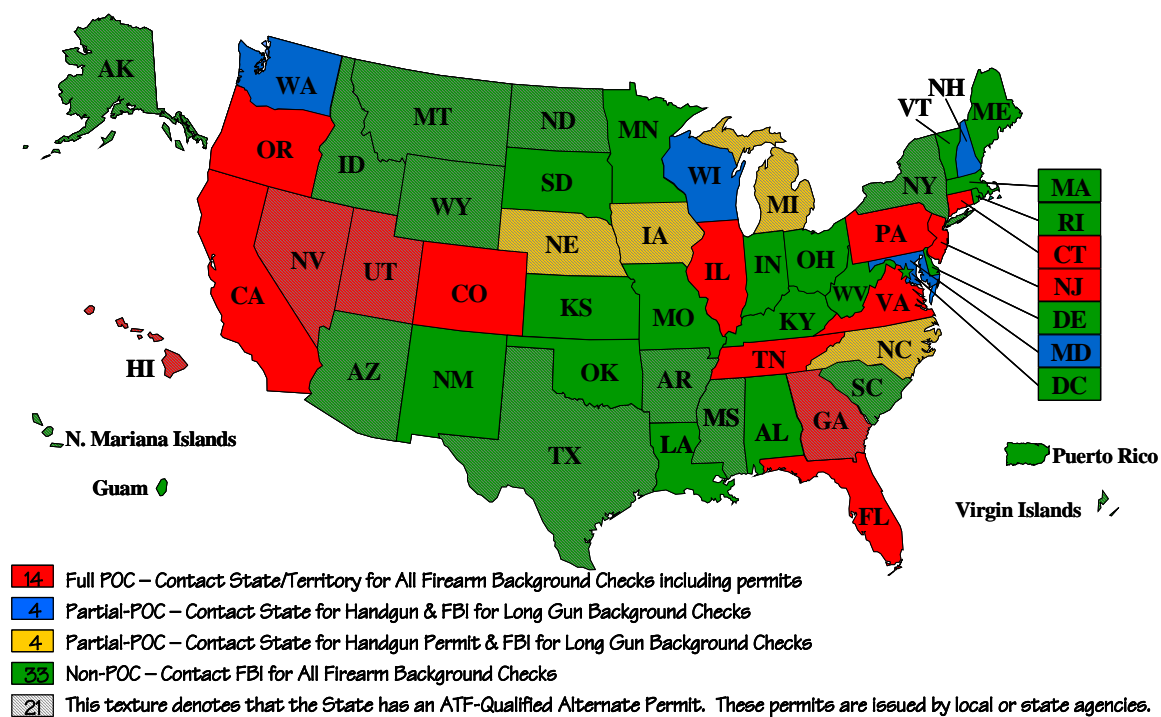 AK
WA
MT
ND
MN
OR
ID
SD
WY
WI
MI
NE
IA
NV
UT
CA
CO
KS
MO
IL
IN
OH
WV
KY
VA
PA
NY
VT
NH
ME
MA
RI
CT
NJ
DE
MD
DC
TN
NC
SC
AZ
NM
OK
AR
MS
AL
GA
LA
TX
FL
HI
N. Mariana Islands
Guam
Puerto Rico
Virgin Islands
14 Full POC – Contact State/Territory for All Firearm Background Checks including permits
4 Partial-POC – Contact State for Handgun & FBI for Long Gun Background Checks
4 Partial-POC – Contact State for Handgun Permit & FBI for Long Gun Background Checks
33 Non-POC – Contact FBI for All Firearm Background Checks
21 This texture denotes that the State has an ATF-Qualified Alternate Permit. These permits are issued by local or state agencies.